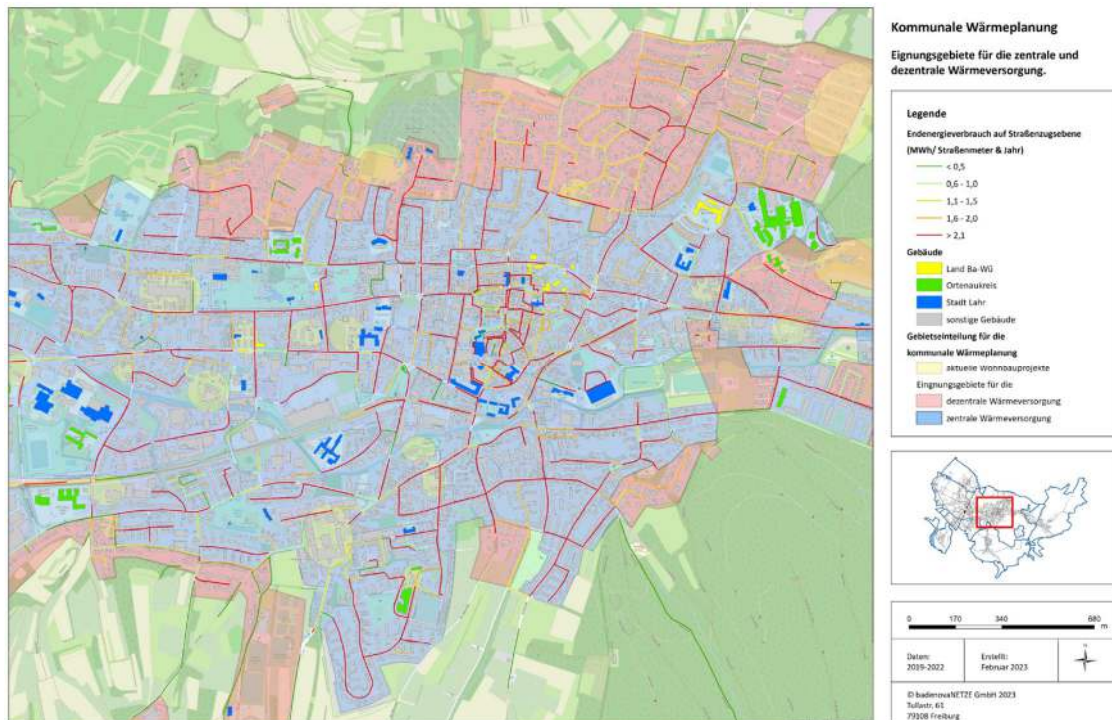 Kommunale Wärmeplanung
Eignungsgebiete für die zentrale und
dezentrale Wärmeversorgung.
Legende
Endenergieverbrauch auf Straßenzugsebene
(MWh/ Straßenmeter & Jahr)
< 0,5
0,6 - 1,0
1,1 - 1,5
1,6 - 2,0
> 2,1
Gebäude
Land Ba-Wü
Ortenaukreis
Stadt Lahr
sonstige Gebäude
Gebietseinteilung für die
kommunale Wärmeplanung
aktuelle Wohnbauprojekte
Eingnungsgebiete für die
dezentrale Wärmeversorgung
zentrale Wärmeversorgung
0 170 340 680
m
Daten:
2019-2022
Erstellt:
Februar 2023
N
© badenovaNETZE GmbH 2023
Tullastr. 61
79108 Freiburg